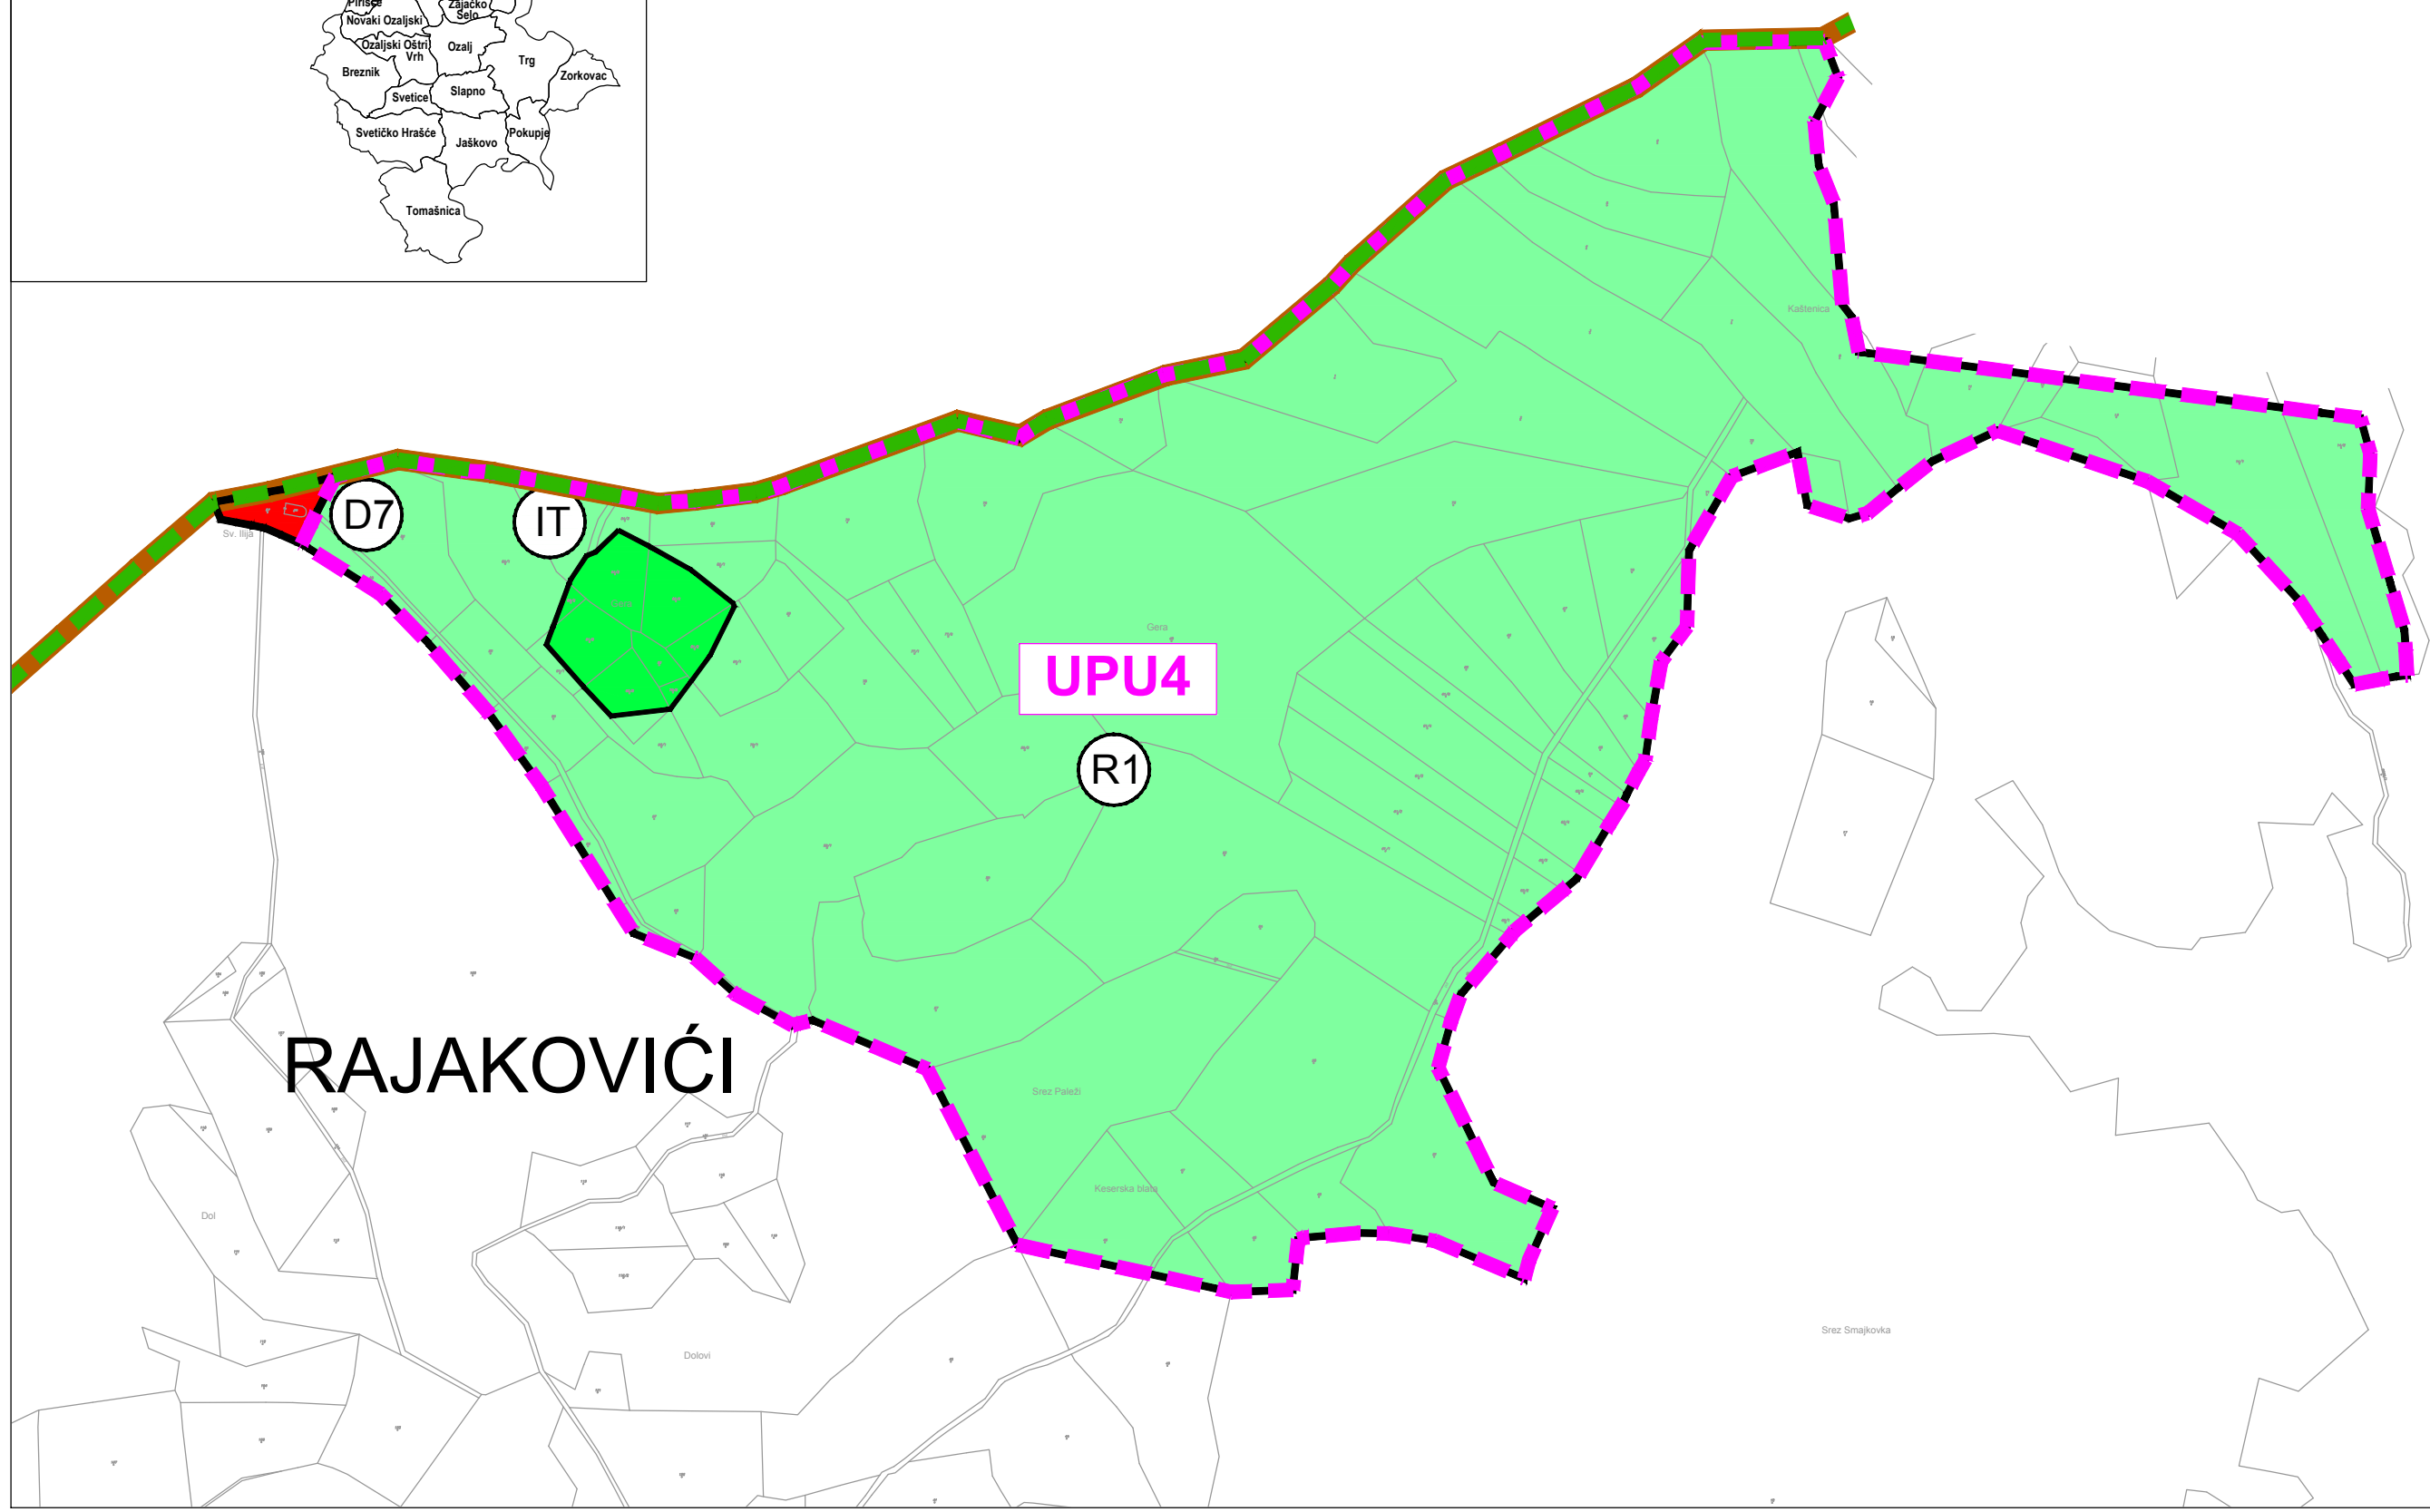 Pirišće
Zajačko
Selo
Novaki Ozaljski
Ozaljski Oštri
Vrh
Ozalj
Trg
Breznik
Zorkovac
Svetice
Slapno
Svetičko Hrašće
Pokupje
Jaškovo
Tomašnica
Kaštenica
D7
IT
Sv. Ilija
Gera
Gera
UPU4
R1
RAJAKOVIĆI
Srez Paleži
Keserska blata
Dol
Dolovi
Srez Smajkovka